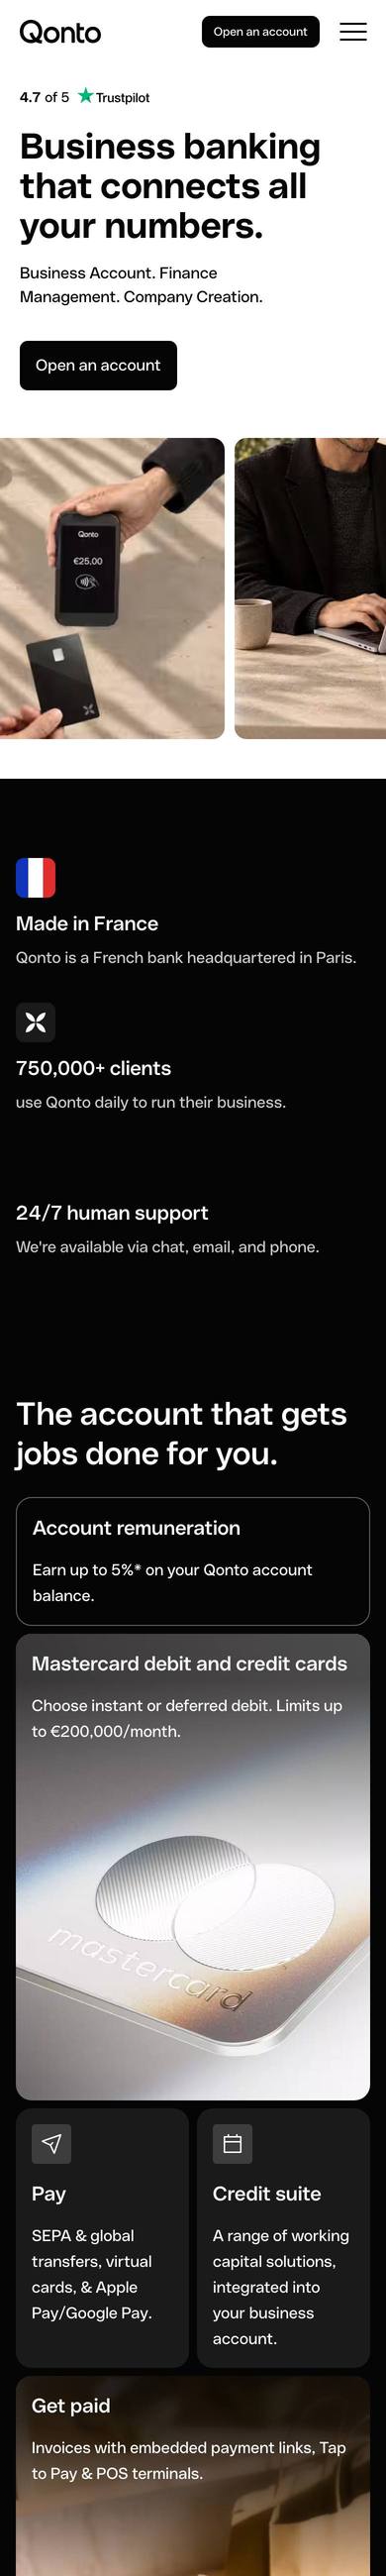 Qonto
Open an account
4.7 of 5 Trustpilot
Business banking
that connects all
your numbers.
Business Account. Finance
Management. Company Creation.
Open an account
Qonto
€25,00
Made in France
Qonto is a French bank headquartered in Paris.
750,000+ clients
use Qonto daily to run their business.
24/7 human support
We're available via chat, email, and phone.
The account that gets
jobs done for you.
Account remuneration
Earn up to 5%* on your Qonto account
balance.
Mastercard debit and credit cards
Choose instant or deferred debit. Limits up
to €200,000/month.
mastercard
Pay
SEPA & global
transfers, virtual
cards, & Apple
Pay/Google Pay.
Credit suite
A range of working
capital solutions,
integrated into
your business
account.
Get paid
Invoices with embedded payment links, Tap
to Pay & POS terminals.